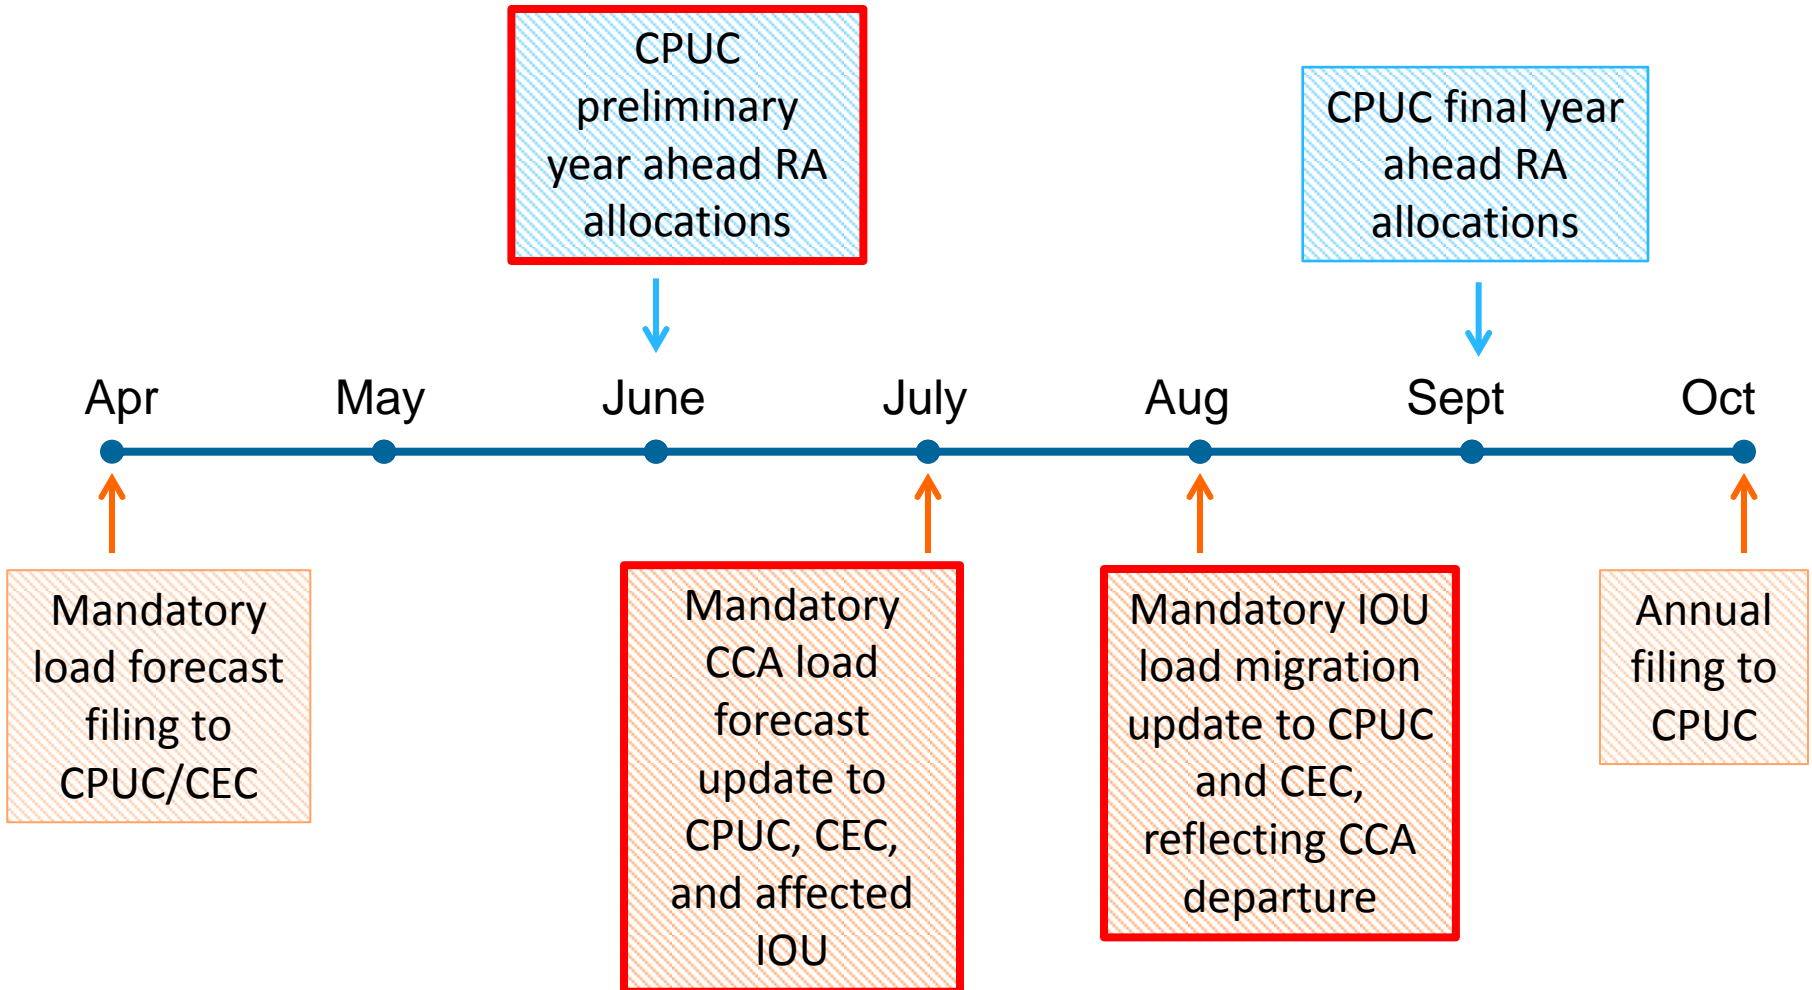 CPUC
preliminary
year ahead RA
allocations
CPUC final year
ahead RA
allocations
Apr
May
June
July
Aug
Sept
Oct
Mandatory
load forecast
filing to
CPUC/CEC
Mandatory
CCA load
forecast
update to
CPUC, CEC,
and affected
IOU
Mandatory IOU
load migration
update to CPUC
and CEC,
reflecting CCA
departure
Annual
filing to
CPUC